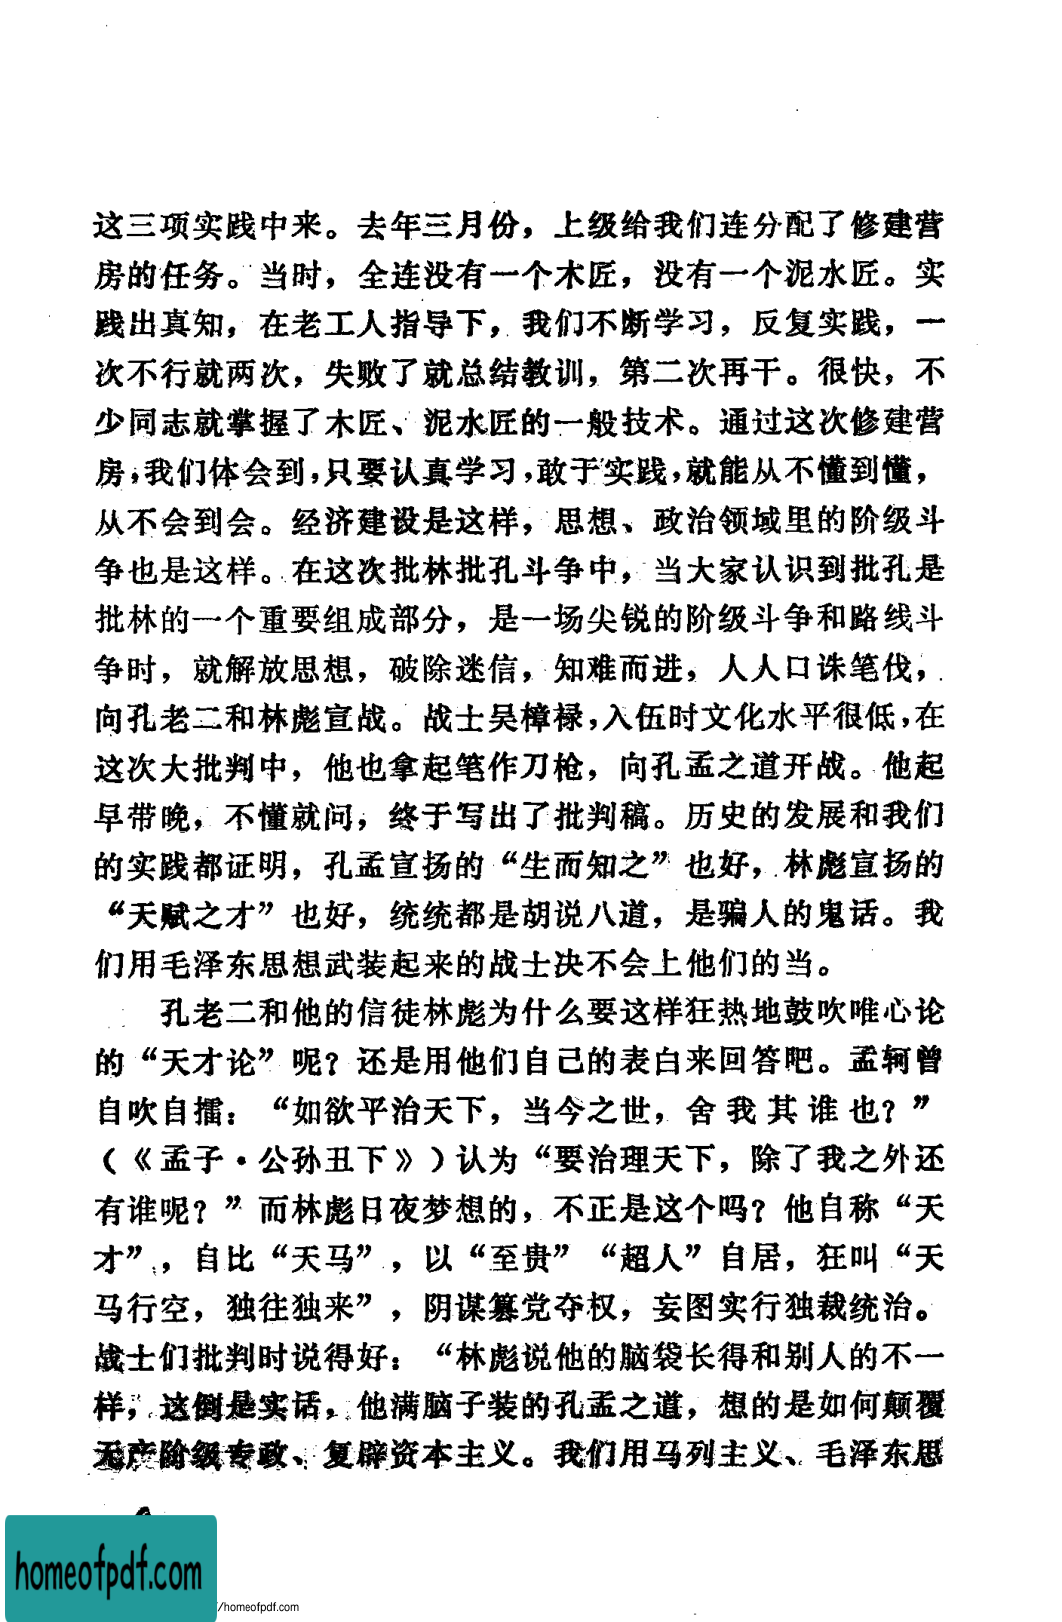 这三项实践中来。去年三月份，上级给我们连分配了修建营
房的任务。当时，全连没有一个木匠，没有一个泥水匠。实
践出真知，在老工人指导下，我们不断学习，反复实践，一
次不行就两次，失败了就总结教训，第二次再干。很快，不
少同志就掌握了木匠、泥水匠的一般技术。通过这次修建营
房，我们体会到，只要认真学习，敢于实践，就能从不懂到懂，
从不会到会。经济建设是这样，思想、政治领域里的阶级斗
争也是这样。在这次批林批孔斗争中，当大家认识到批孔是
批林的一个重要组成部分，是一场尖锐的阶级斗争和路线斗
争时，就解放思想，破除迷信，知难而进，人人口诛笔伐，
向孔老二和林彪宣战。战士吴樟禄，入伍时文化水平很低，在
这次大批判中，他也拿起笔作刀枪，向孔孟之道开战。他起
早带晚，不懂就问，终于写出了批判稿。历史的发展和我们
的实践都证明，孔孟宣扬的“生而知之”也好，林彪宣扬的
“天赋之才”也好，统统都是胡说八道，是骗人的鬼话。我
们用毛泽东思想武装起来的战士决不会上他们的当。
孔老二和他的信徒林彪为什么要这样狂热地鼓吹唯心论
的“天才论”呢？还是用他们自己的表白来回答吧。孟轲曾
自吹自擂：“如欲平治天下，当今之世，舍我其谁也？”
（《孟子·公孙丑下》）认为“要治理天下，除了我之外还
有谁呢？”而林彪日夜梦想的，不正是这个吗？他自称“天
才”，自比“天马”，以“至贵”“超人”自居，狂叫“天
马行空，独往独来”，阴谋篡党夺权，妄图实行独裁统治。
战士们批判时说得好：“林彪说他的脑袋长得和别人的不一
样，这倒是实话，他满脑子装的孔孟之道，想的是如何颠覆
无产阶级专政、复辟资本主义。我们用马列主义、毛泽东思
homeofpdf.com
/homeofpdf.com